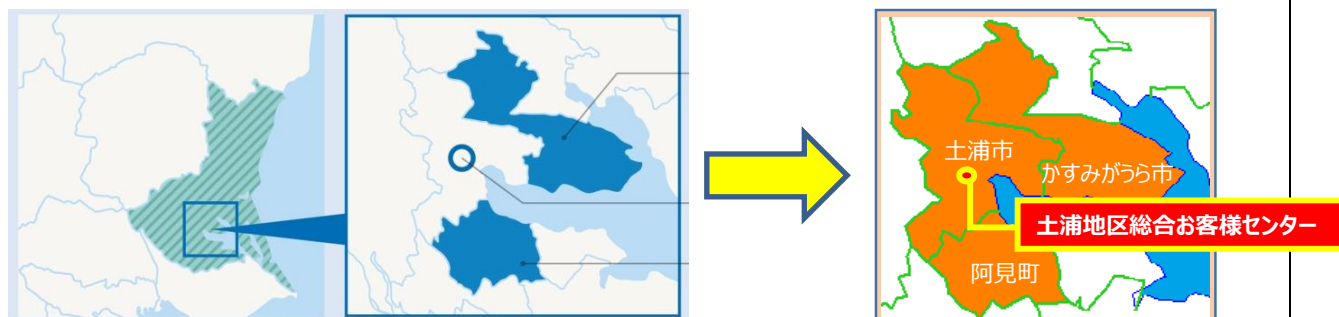 土浦市
かすみがうら市
土浦地区総合お客様センター
阿見町